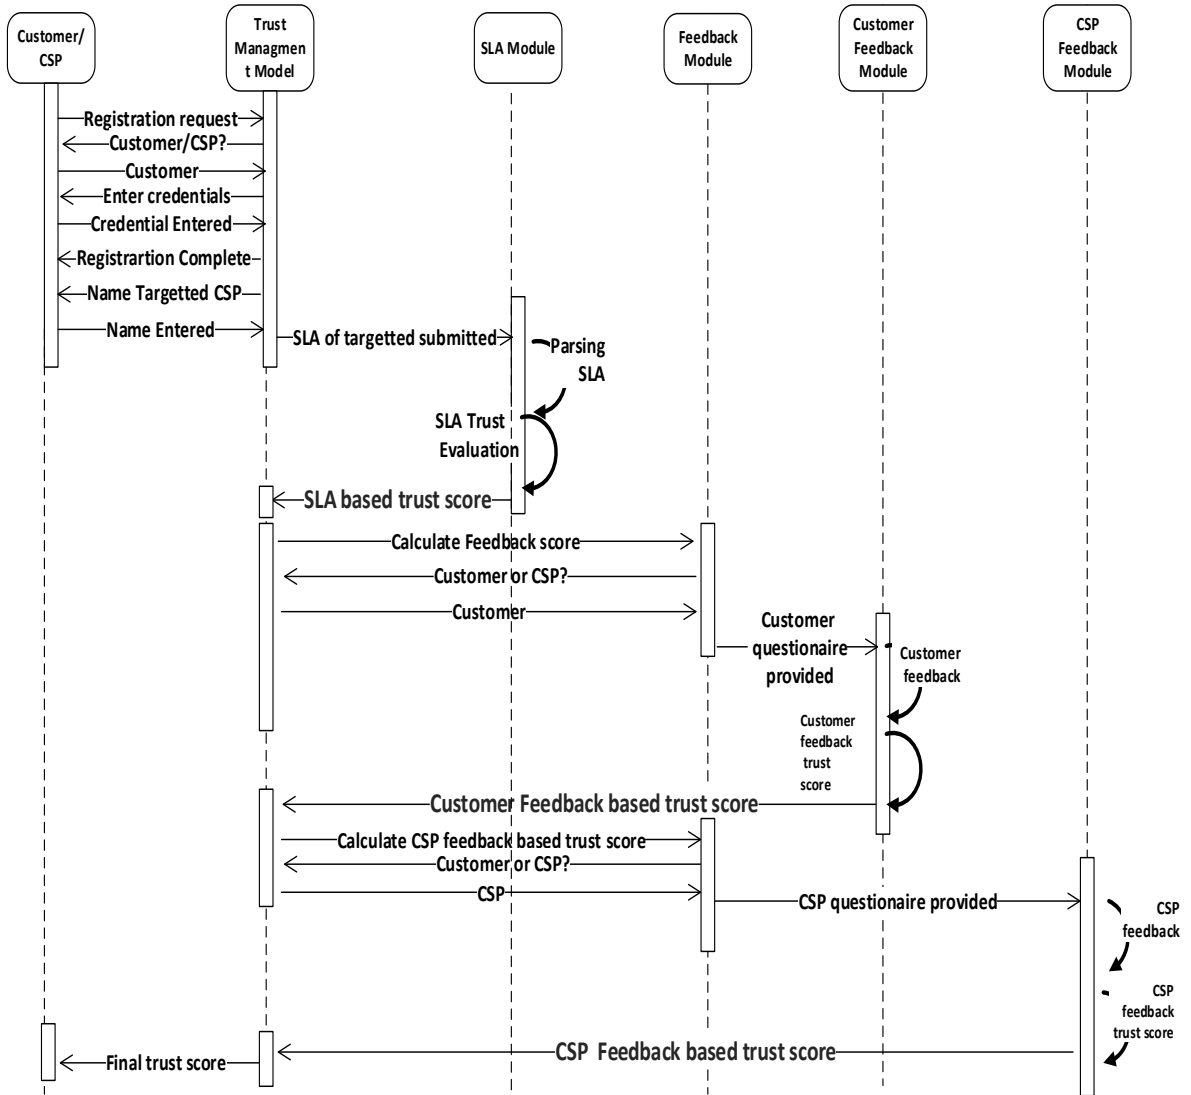 Customer/
CSP
Trust
Managmen
t Model
SLA Module
Feedback
Module
Customer
Feedback
Module
CSP
Feedback
Module
Registration request
Customer/CSP?
Customer
Enter credentials
Credential Entered
Registrartion Complete
Name Targetted CSP
Name Entered
SLA of targetted submitted
Parsing
SLA
SLA Trust
Evaluation
SLA based trust score
Calculate Feedback score
Customer or CSP?
Customer
Customer
questionaire
provided
Customer
feedback
Customer
feedback
trust
score
Customer Feedback based trust score
Calculate CSP feedback based trust score
Customer or CSP?
CSP
CSP questionaire provided
CSP
feedback
CSP
feedback
trust score
CSP Feedback based trust score
Final trust score